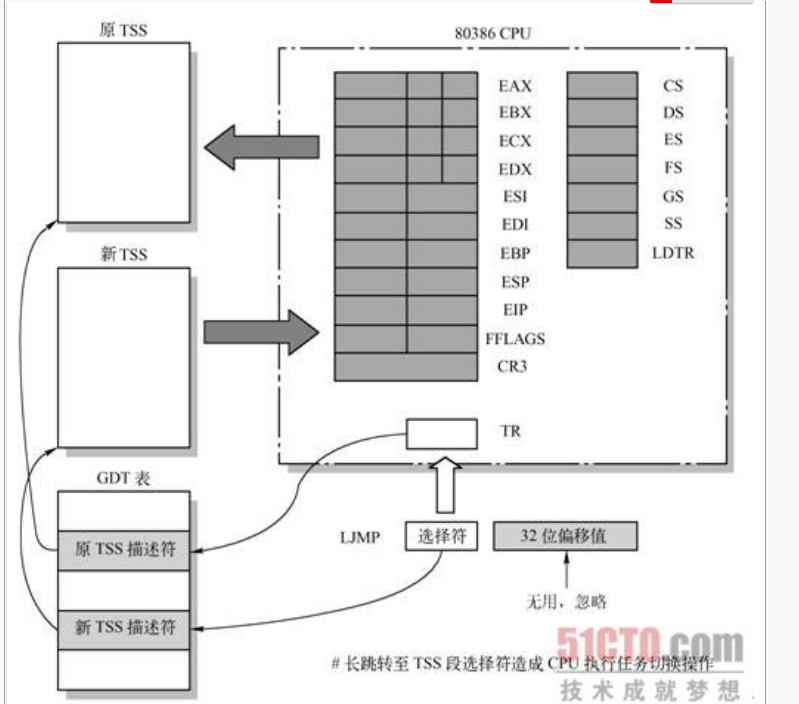 原 TSS
80386 CPU
EAX
EBX
ECX
EDX
ESI
EDI
EBP
ESP
EIP
FFLAGS
CR3
CS
DS
ES
FS
GS
SS
LDTR
新 TSS
TR
GDT 表
原 TSS 描述符
新 TSS 描述符
LJMP
选择符
32 位偏移值
无用，忽略
51CTO.com
# 长跳转至 TSS 段选择符造成 CPU 执行任务切换操作
技术成就梦想